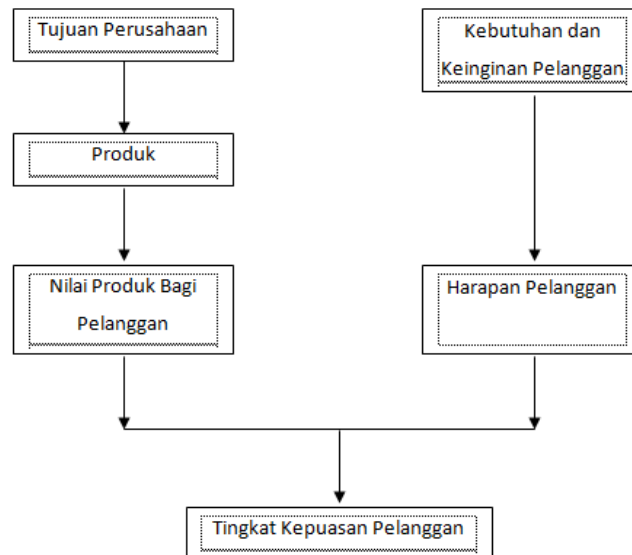 Tujuan Perusahaan
Kebutuhan dan
Keinginan Pelanggan
Produk
Nilai Produk Bagi
Pelanggan
Harapan Pelanggan
Tingkat Kepuasan Pelanggan